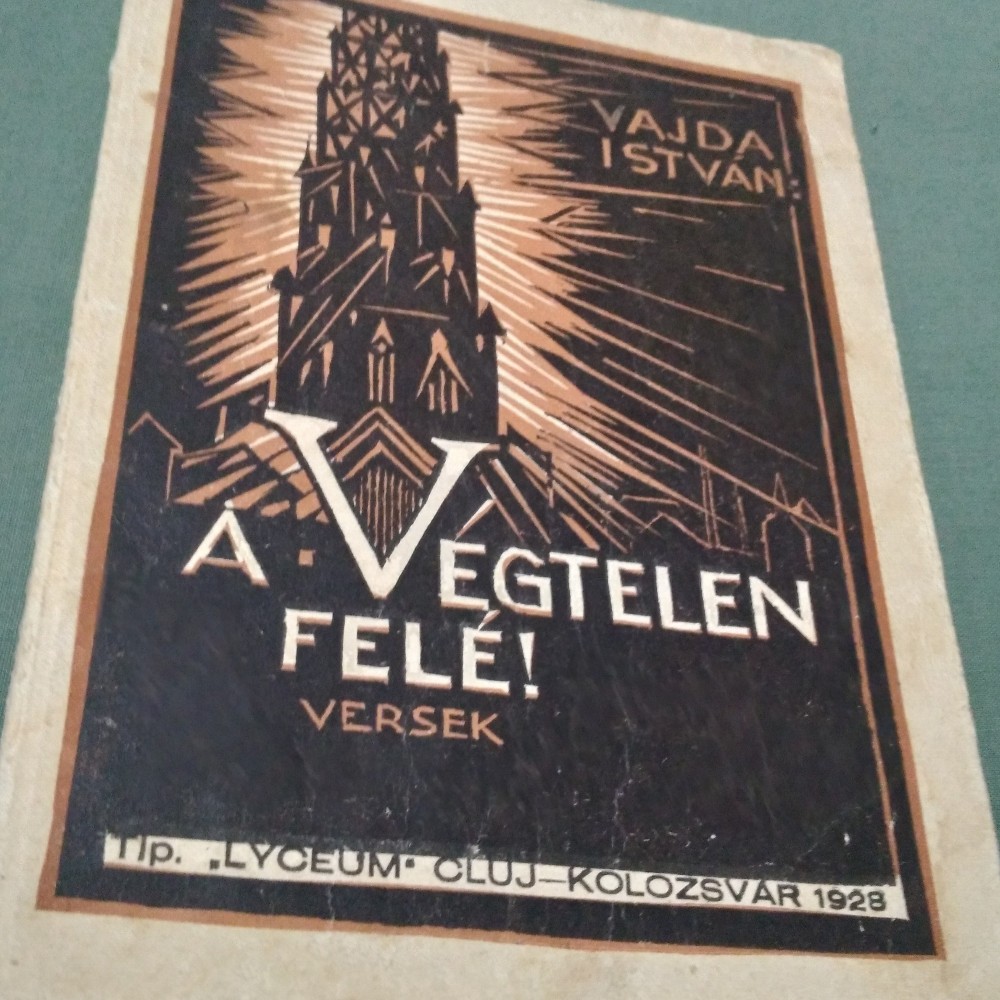 VAJDA
ISTVÁN:
A VÉGTELEN
FELÉ!
VERSEK
Tip. „LYCEUM" CLUJ—KOLOZSVÁR 1928